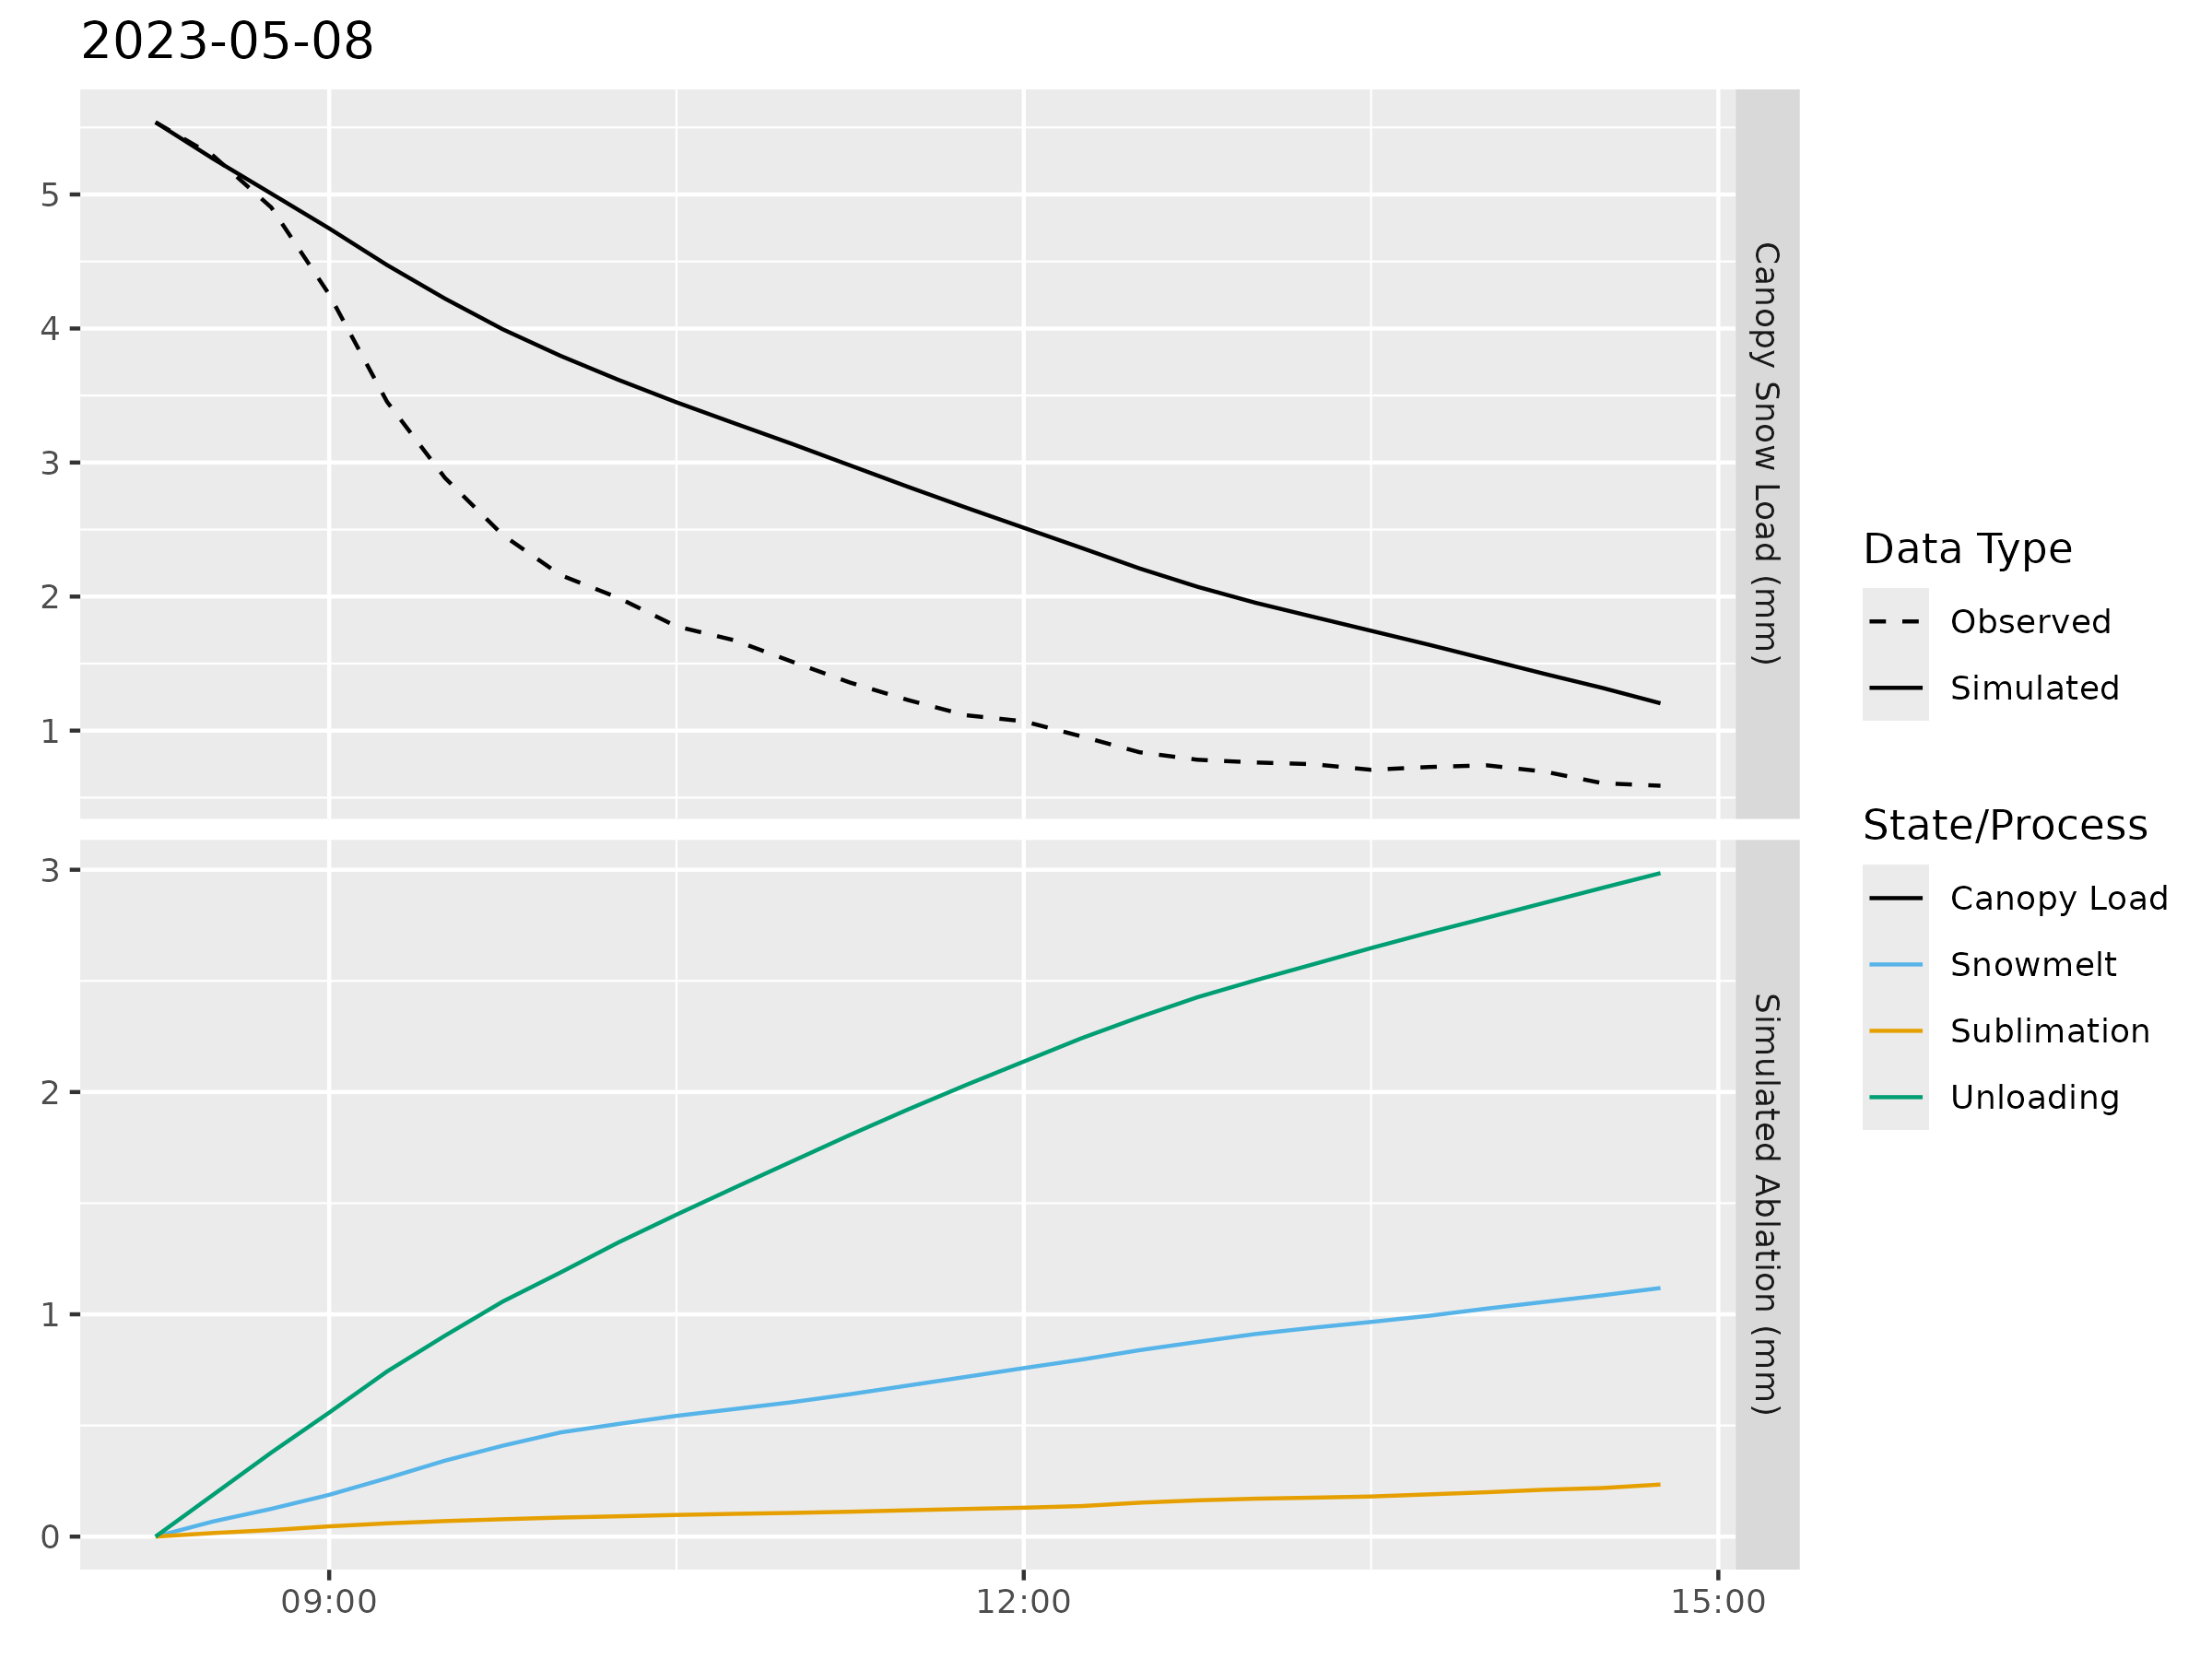 2023-05-08
5
4
3
2
1
Canopy Snow Load (mm)
3
2
1
0
Simulated Ablation (mm)
09:00
12:00
15:00
Data Type
Observed
Simulated
State/Process
Canopy Load
Snowmelt
Sublimation
Unloading